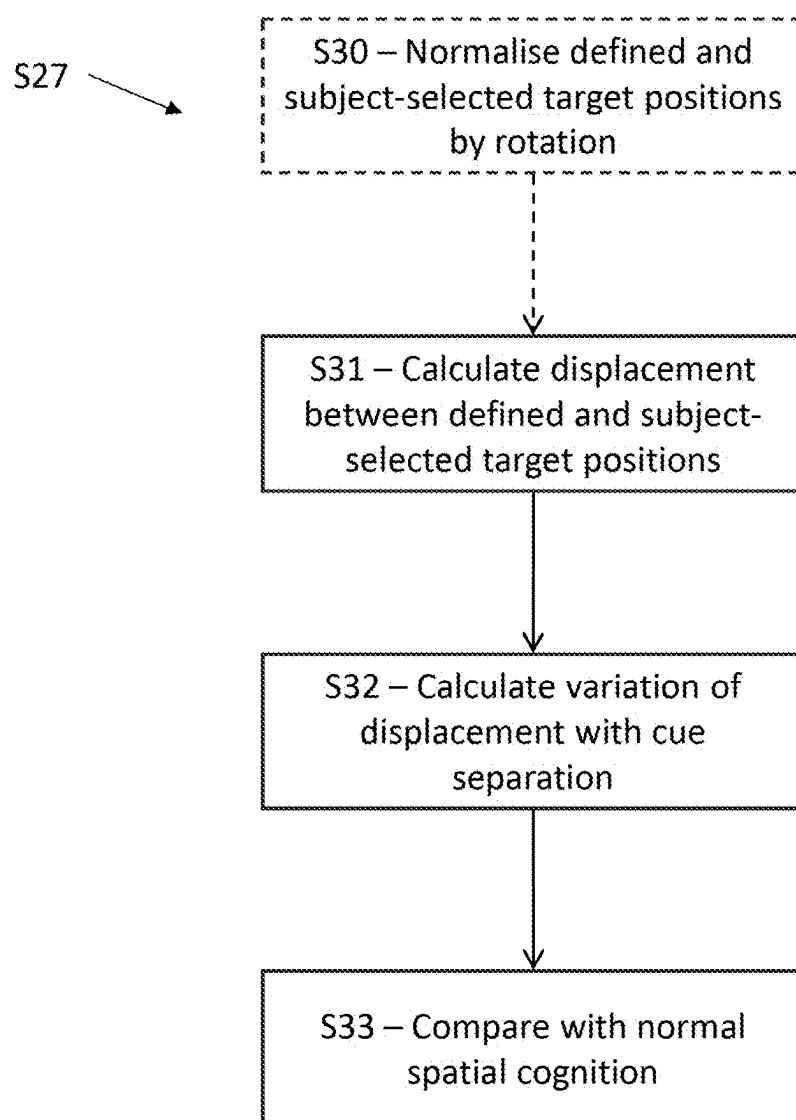 S27
S30 – Normalise defined and
subject-selected target positions
by rotation
S31 – Calculate displacement
between defined and subject-
selected target positions
S32 – Calculate variation of
displacement with cue
separation
S33 – Compare with normal
spatial cognition